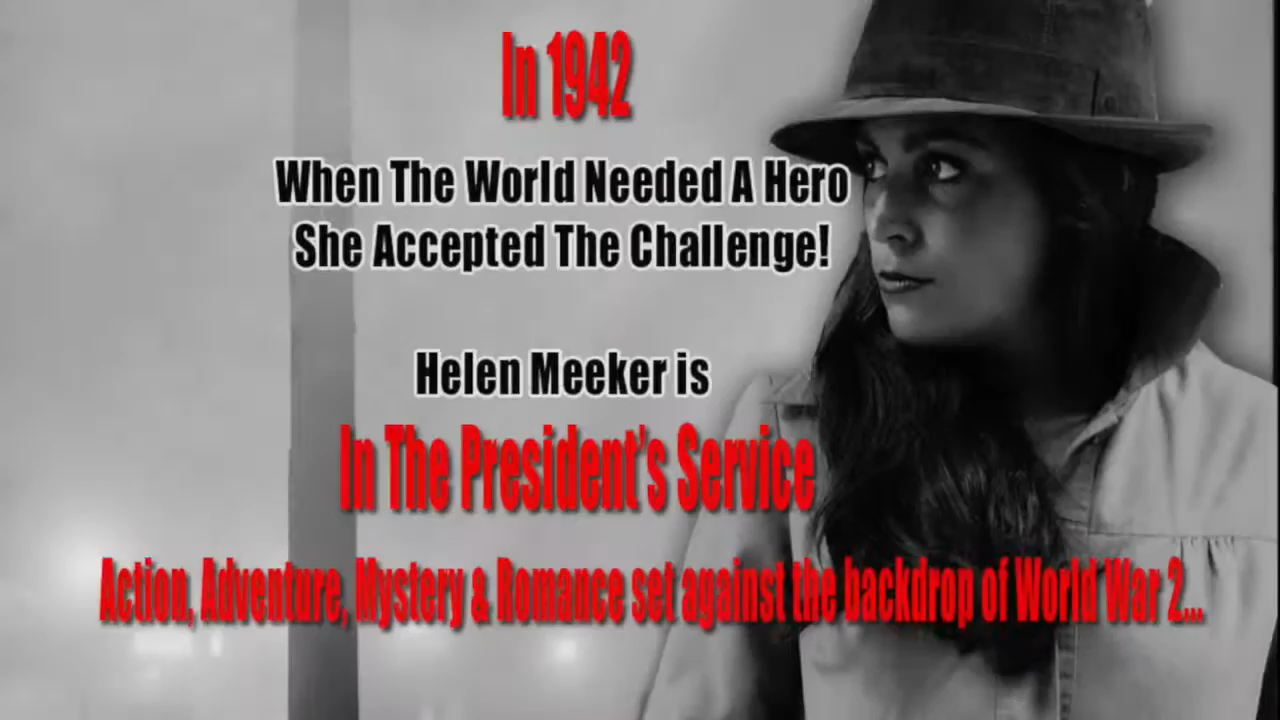 In 1942
When The World Needed A Hero
She Accepted The Challenge!
Helen Meeker is
In The President's Service
Action, Adventure, Mystery & Romance set against the backdrop of World War 2...